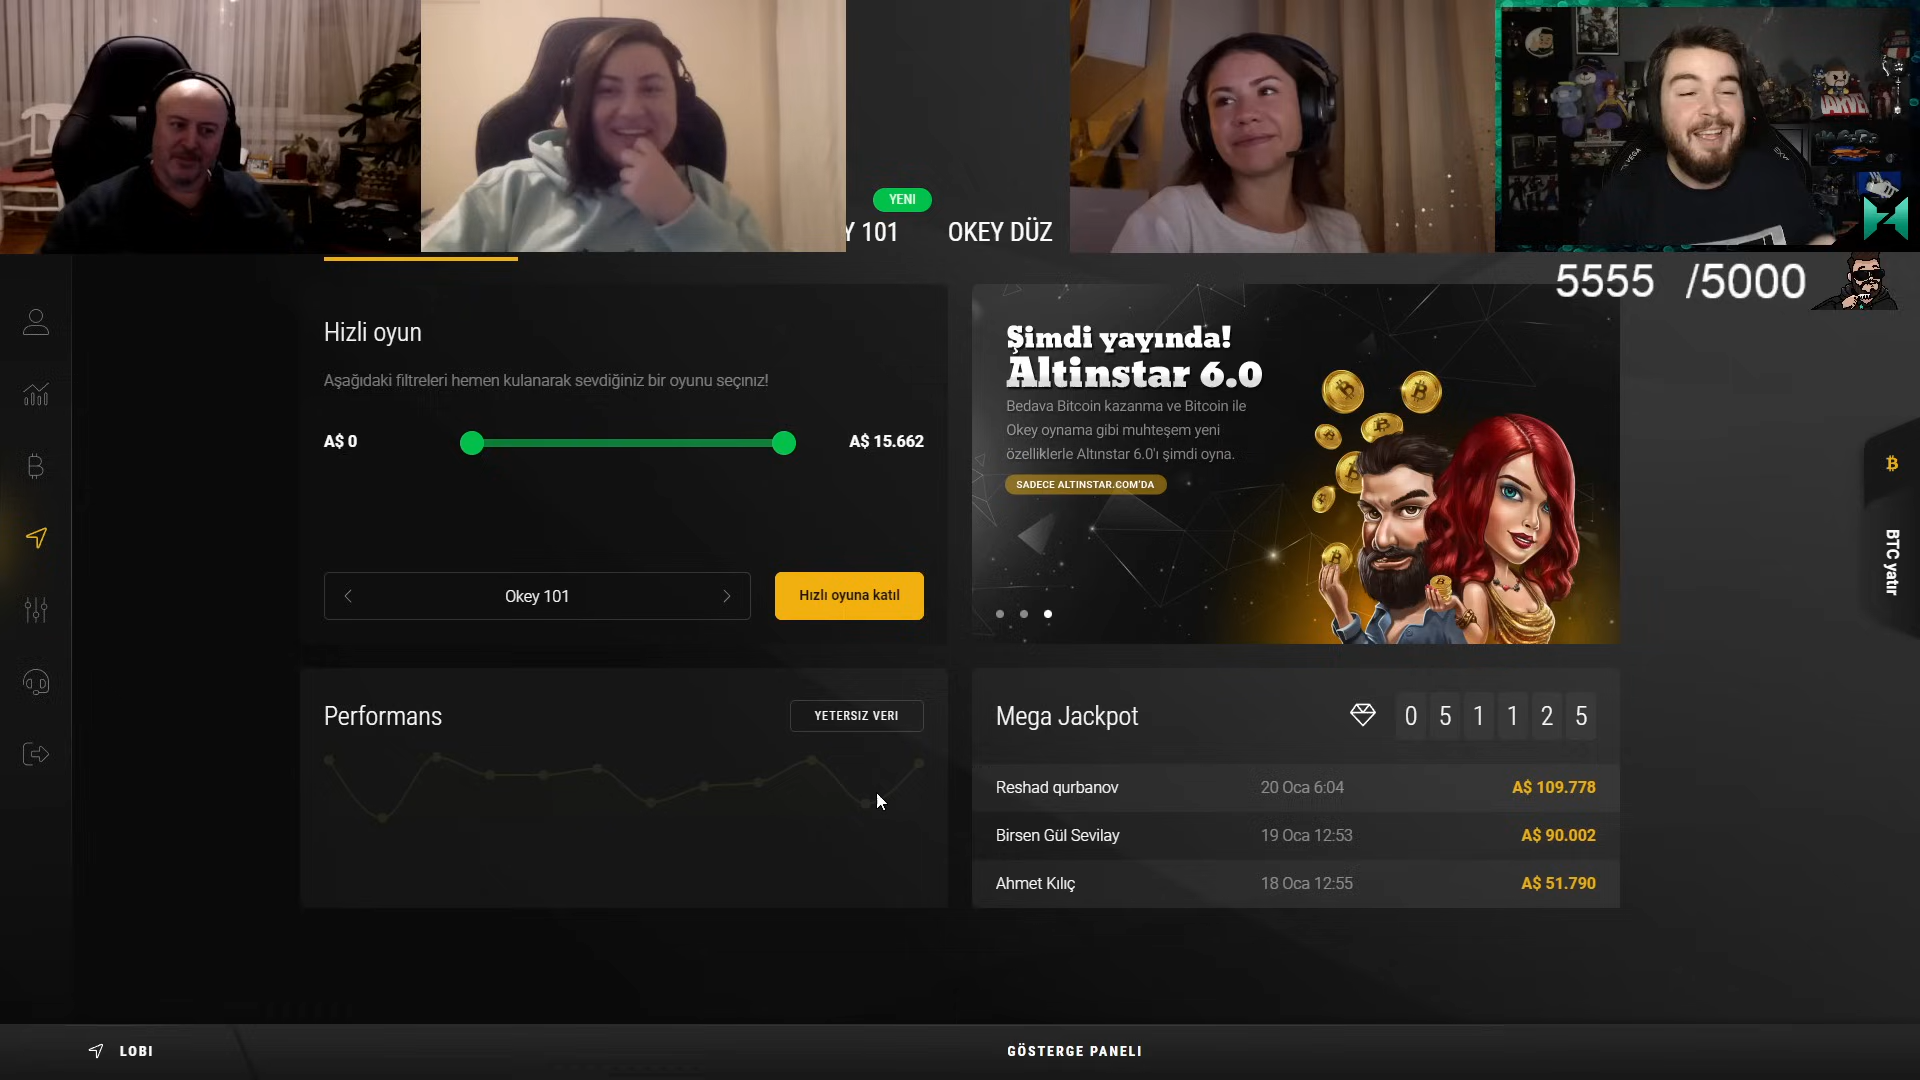 YENI
Y 101
OKEY DÜZ
5555 /5000
Hizli oyun
Aşağıdaki filtreleri hemen kulanarak sevdiğiniz bir oyunu seçınız!
A$ 0
A$ 15.662
Okey 101
Hızlı oyuna katıl
Şimdi yayında!
Altinstar 6.0
Bedava Bitcoin kazanma ve Bitcoin ile
Okey oynama gibi muhteşem yeni
özelliklerle Altınstar 6.0'ı şimdi oyna.
SADECE ALTINSTAR.COM'DA
BTC yatır
Performans
YETERSIZ VERI
Mega Jackpot
0 5 1 1 2 5
Reshad qurbanov 20 Oca 6:04 A$ 109.778
Birsen Gül Sevilay 19 Oca 12:53 A$ 90.002
Ahmet Kılıç 18 Oca 12:55 A$ 51.790
LOBI
GÖSTERGE PANELI